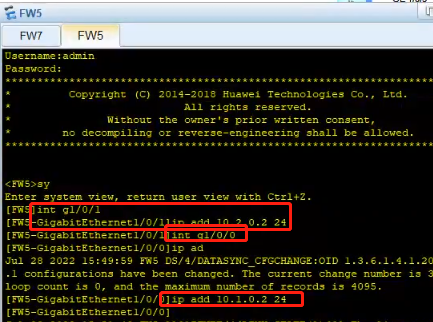 FW5
FW7 FW5
Username:admin
Password:
* Copyright (C) 2014-2018 Huawei Technologies Co., Ltd. *
* All rights reserved. *
* Without the owner's prior written consent, *
* no decompiling or reverse-engineering shall be allowed. *
<FW5>sy
Enter system view, return user view with Ctrl+Z.
[FW5]int g1/0/1
[FW5-GigabitEthernet1/0/1]ip add 10.2.0.2 24
[FW5-GigabitEthernet1/0/1]int g1/0/0
[FW5-GigabitEthernet1/0/0]ip ad
Jul 28 2022 15:49:59 FW5 DS/4/DATASYNC_CFGCHANGE:OID 1.3.6.1.4.1.20
.1 configurations have been changed. The current change number is 3
loop count is 0, and the maximum number of records is 4095.
[FW5-GigabitEthernet1/0/0]ip add 10.1.0.2 24
[FW5-GigabitEthernet1/0/0]